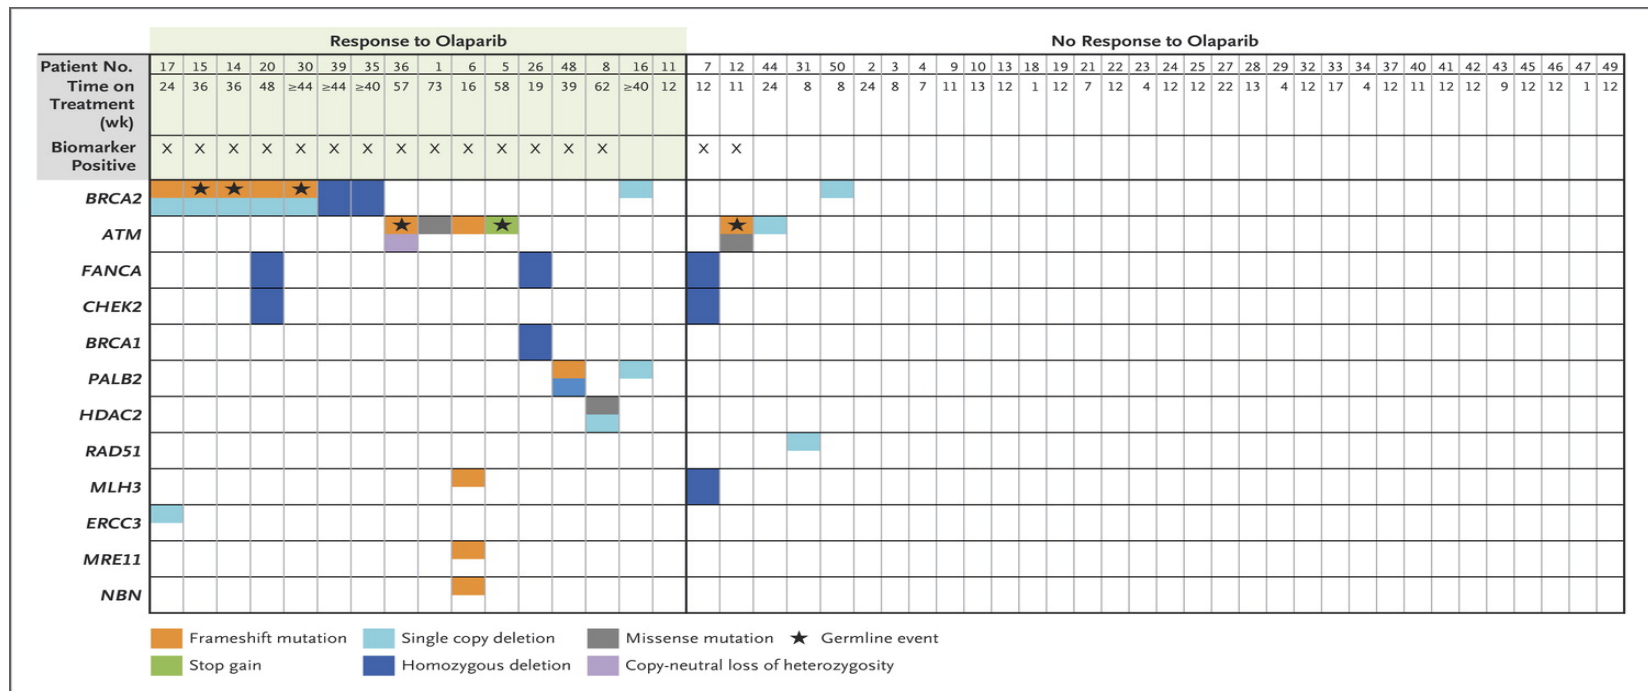 Response to Olaparib No Response to Olaparib
Patient No. 17 15 14 20 30 39 35 36 1 6 5 26 48 8 16 11 7 12 44 31 50 2 3 4 9 10 13 18 19 21 22 23 24 25 27 28 29 32 33 34 37 40 41 42 43 45 46 47 49
Time on 24 36 36 48 ≥44 ≥44 ≥40 57 73 16 58 19 39 62 ≥40 12 12 11 24 8 8 24 8 7 11 13 12 1 12 7 12 4 12 12 22 13 4 12 17 4 12 11 12 12 9 12 12 1 12
Treatment
(wk)
Biomarker X X X X X X X X X X X X X X X X
Positive
BRCA2
ATM
FANCA
CHEK2
BRCA1
PALB2
HDAC2
RAD51
MLH3
ERCC3
MRE11
NBN
Frameshift mutation Single copy deletion Missense mutation ★ Germline event
Stop gain Homozygous deletion Copy-neutral loss of heterozygosity